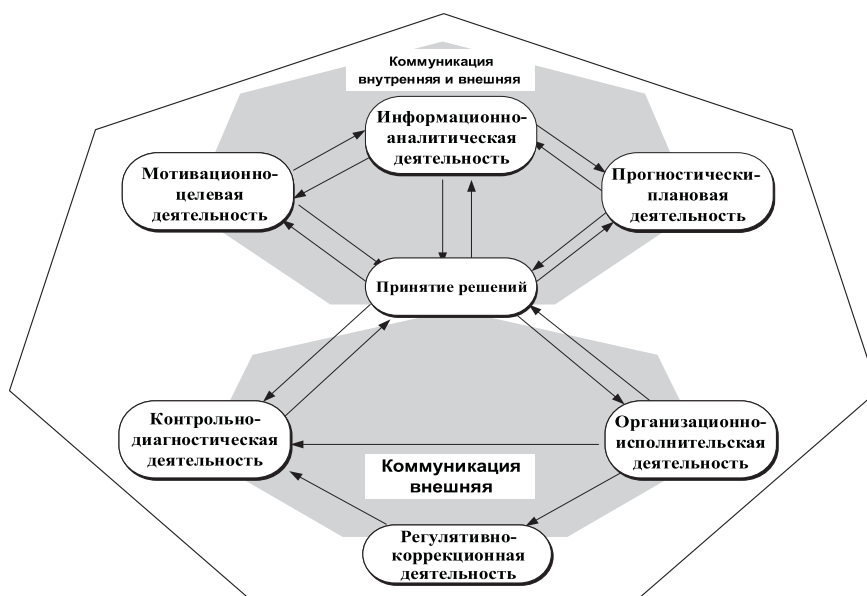 Коммуникация
внутренняя и внешняя
Информационно-
аналитическая
деятельность
Мотивационно-
целевая
деятельность
Прогностически-
плановая
деятельность
Принятие решений
Контрольно-
диагностическая
деятельность
Организационно-
исполнительская
деятельность
Коммуникация
внешняя
Регулятивно-
коррекционная
деятельность